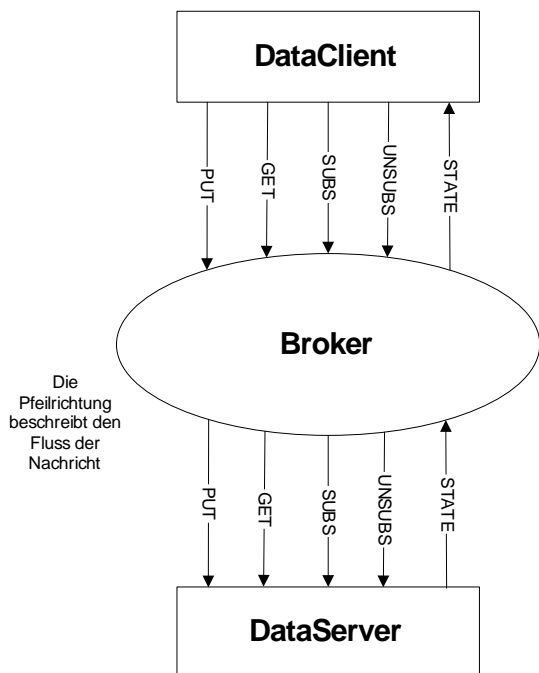 DataClient
PUT
GET
SUBS
UNSUBS
STATE
Broker
Die
Pfeilrichtung
beschreibt den
Fluss der
Nachricht
PUT
GET
SUBS
UNSUBS
STATE
DataServer